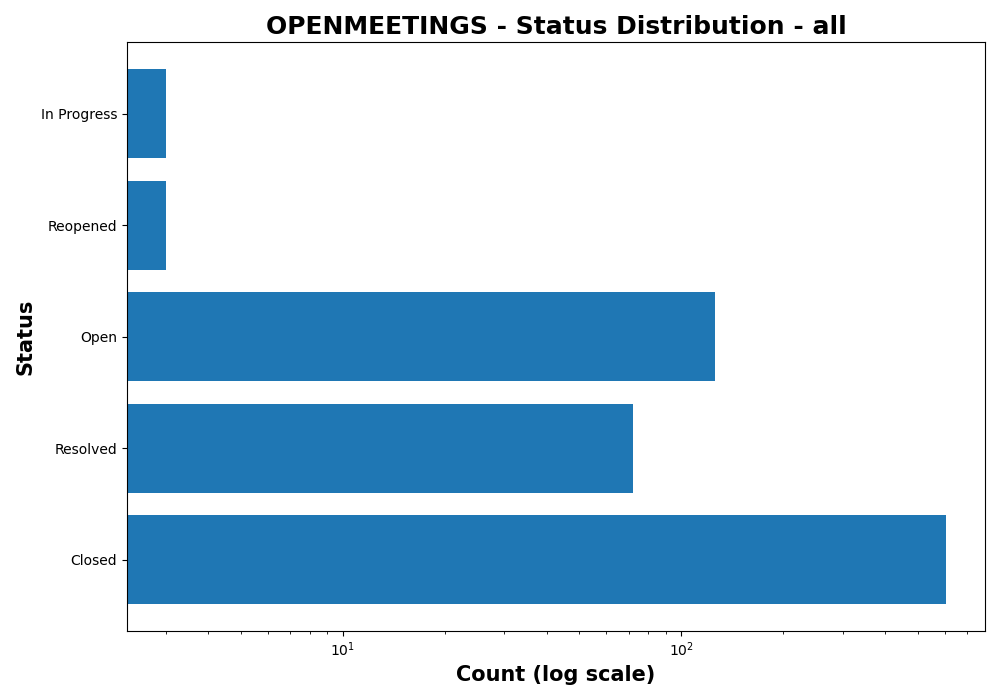 OPENMEETINGS - Status Distribution - all
In Progress
Reopened
Open
Resolved
Closed
Status
10¹ 10²
Count (log scale)